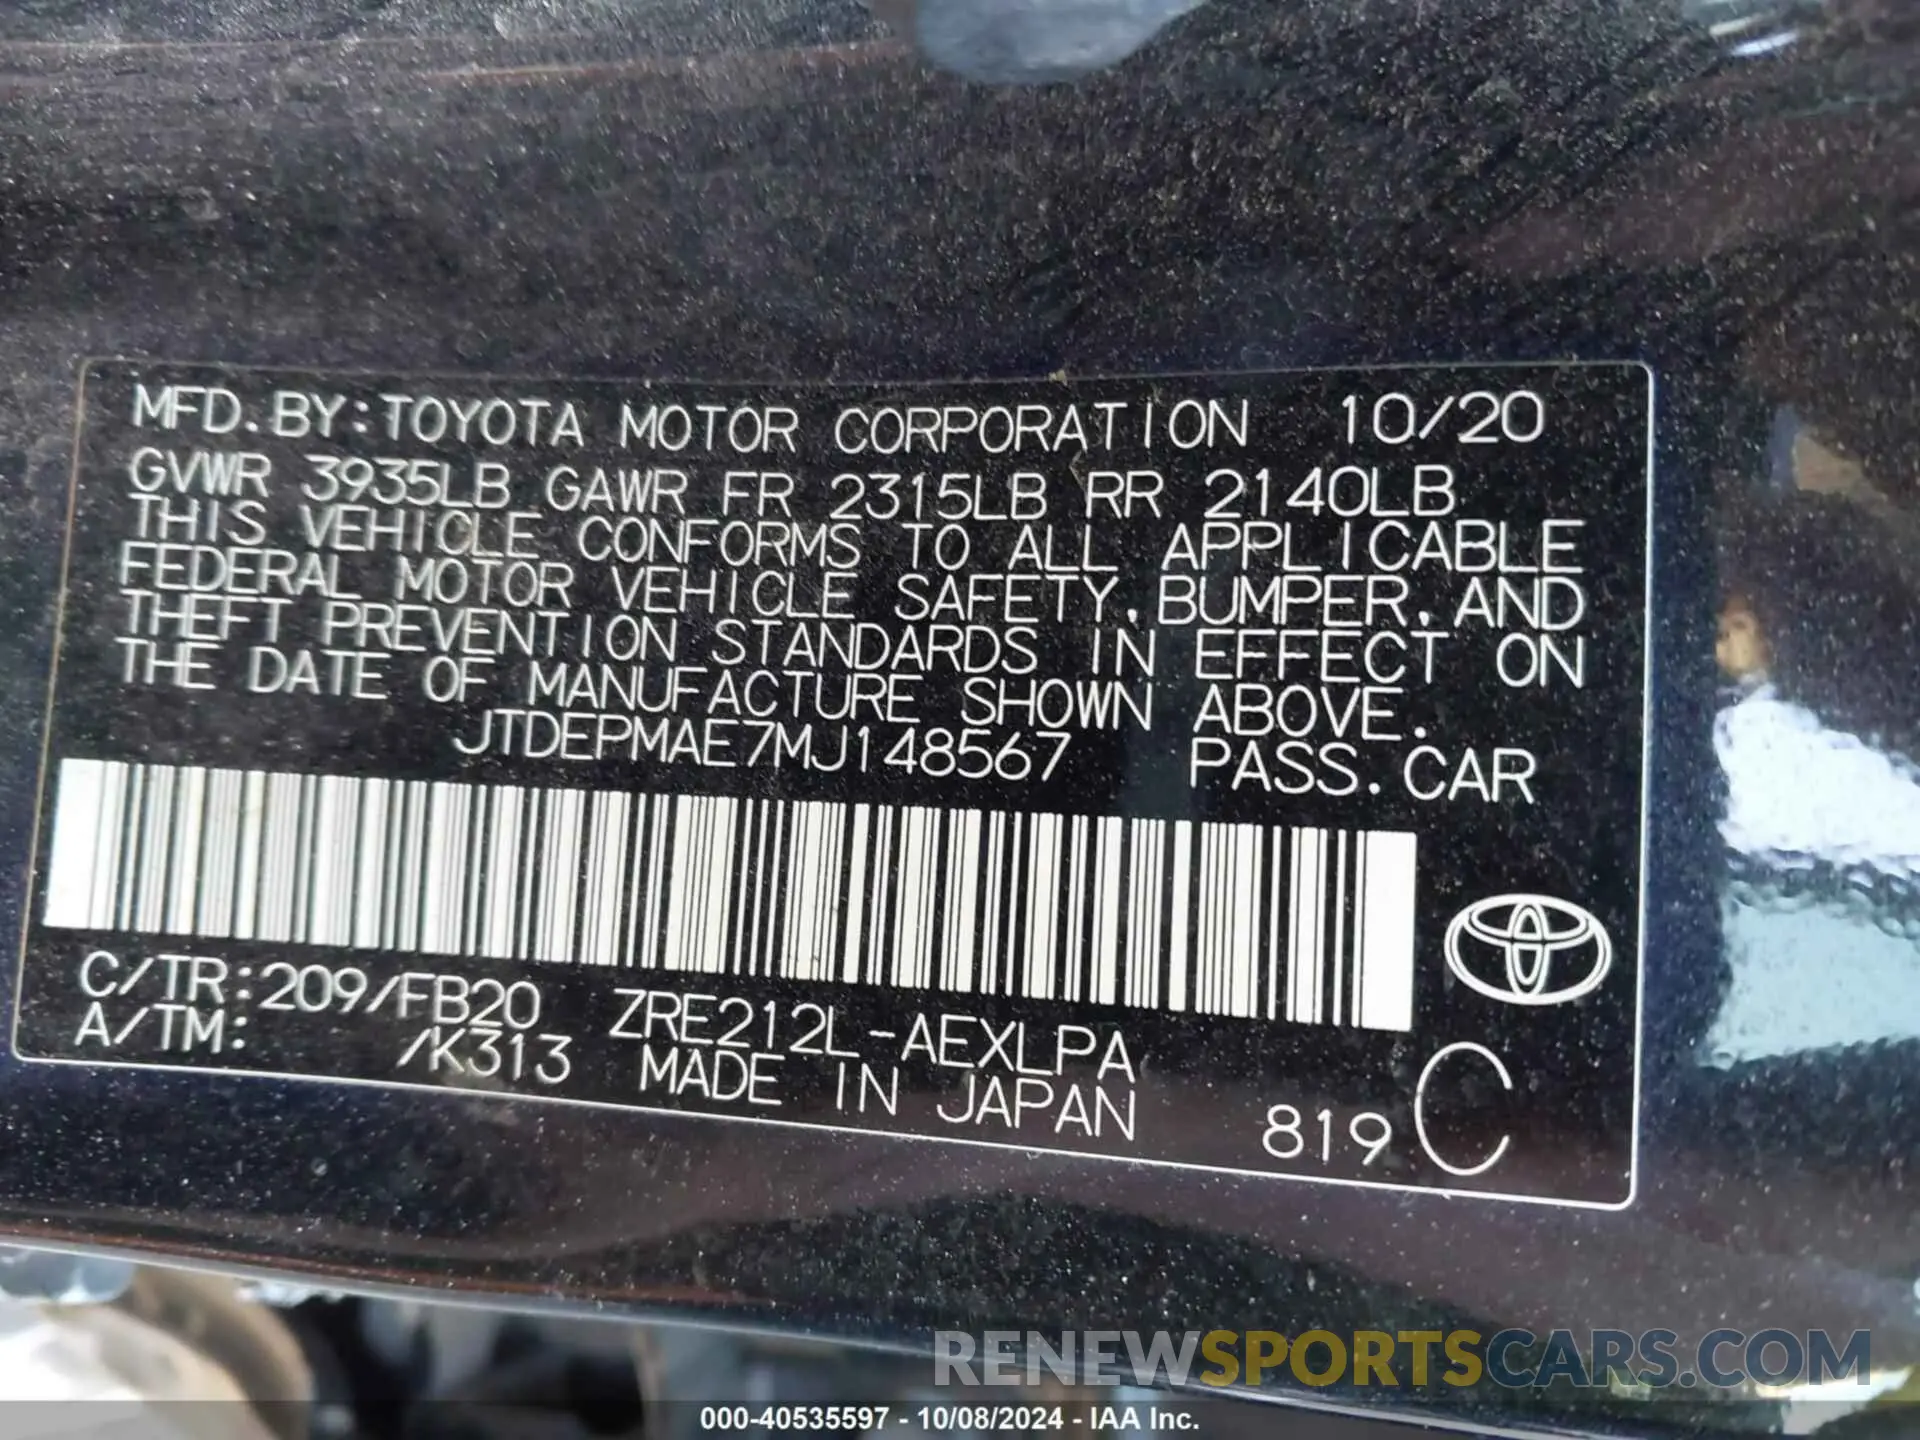 MFD.BY:TOYOTA MOTOR CORPORATION 10/20
GVWR 3935LB GAWR FR 2315LB RR 2140LB
THIS VEHICLE CONFORMS TO ALL APPLICABLE
FEDERAL MOTOR VEHICLE SAFETY,BUMPER,AND
THEFT PREVENTION STANDARDS IN EFFECT ON
THE DATE OF MANUFACTURE SHOWN ABOVE.
JTDEPMAE7MJ148567 PASS.CAR
C/TR:209/FB20 ZRE212L-AEXLPA
A/TM: /K313 MADE IN JAPAN 819 C
RENEWSPORTSCARS.COM
000-40535597 - 10/08/2024 - IAA Inc.